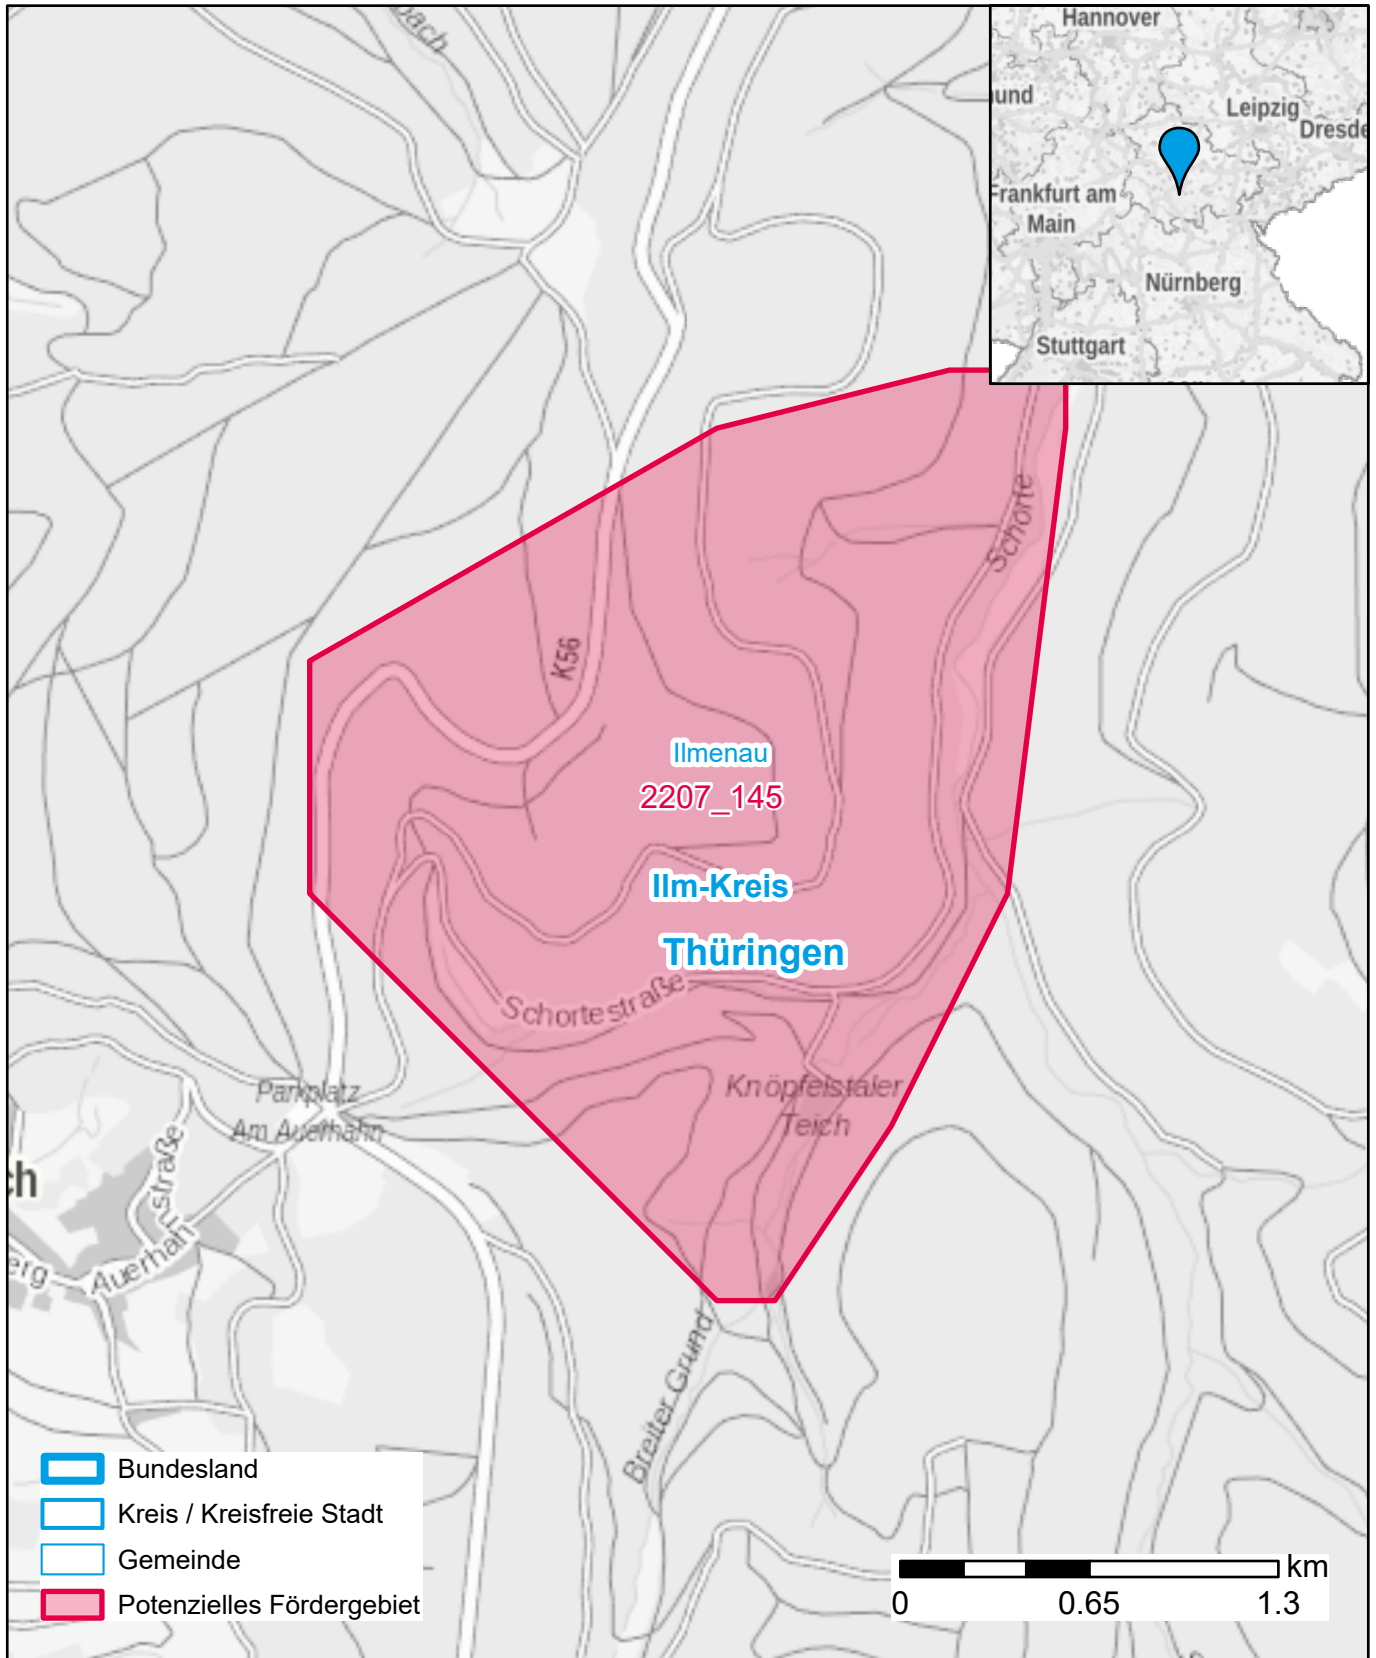 bach
Hannover
und
Leipzig
Dresde
Frankfurt am
Main
Nürnberg
Stuttgart
Schorte
K56
Ilmenau
2207_145
Ilm-Kreis
Thüringen
Schortestraße
Parkplatz
Am Auerhahn
Knöpfelstaler
Teich
ch
erg
Auerhahnstraße
Breiter Grund
Bundesland
Kreis / Kreisfreie Stadt
Gemeinde
Potenzielles Fördergebiet
km
0 0.65 1.3